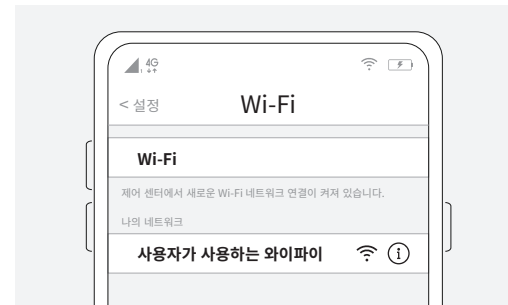 4G
< 설정
Wi-Fi
Wi-Fi
제어 센터에서 새로운 Wi-Fi 네트워크 연결이 켜져 있습니다.
나의 네트워크
사용자가 사용하는 와이파이